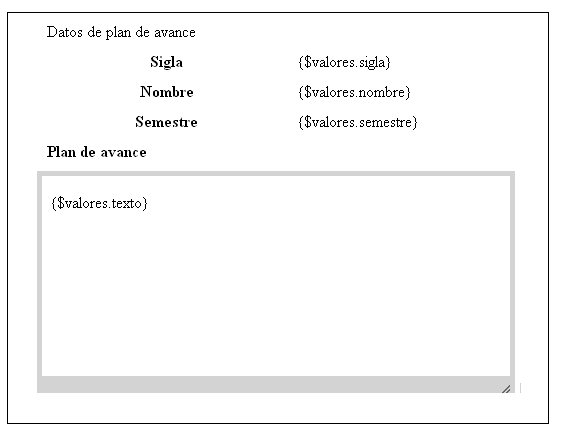 Datos de plan de avance
Sigla {$valores.sigla}
Nombre {$valores.nombre}
Semestre {$valores.semestre}
Plan de avance
{$valores.texto}